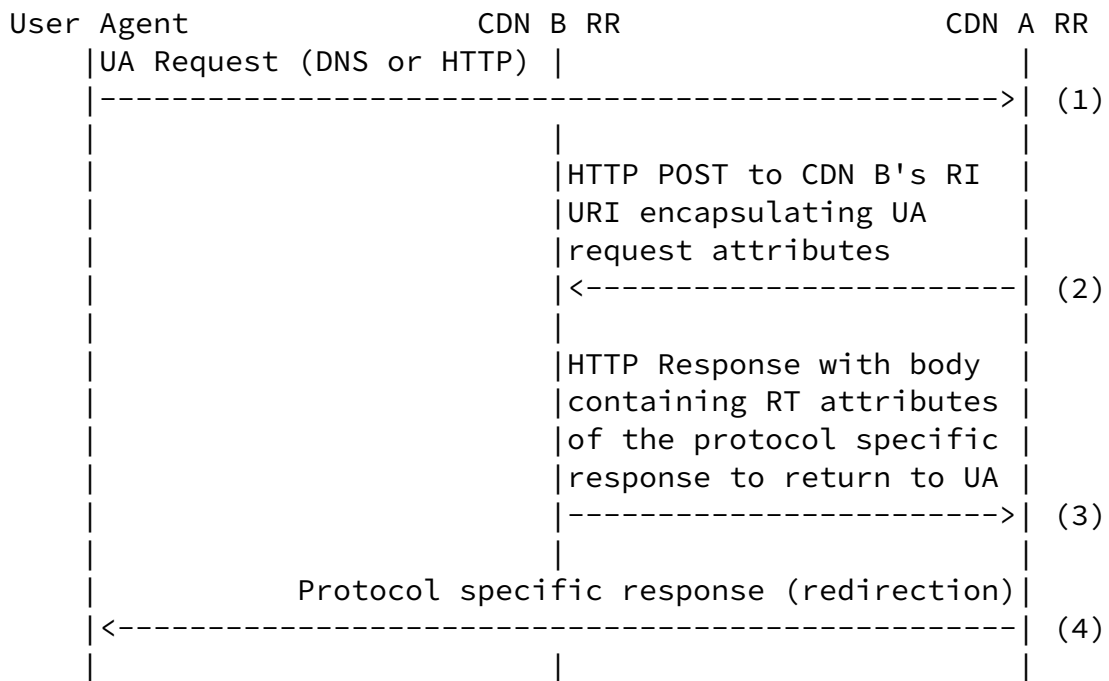 User Agent CDN B RR CDN A RR
UA Request (DNS or HTTP)
(1)
HTTP POST to CDN B's RI
URI encapsulating UA
request attributes
(2)
HTTP Response with body
containing RT attributes
of the protocol specific
response to return to UA
(3)
Protocol specific response (redirection)
(4)